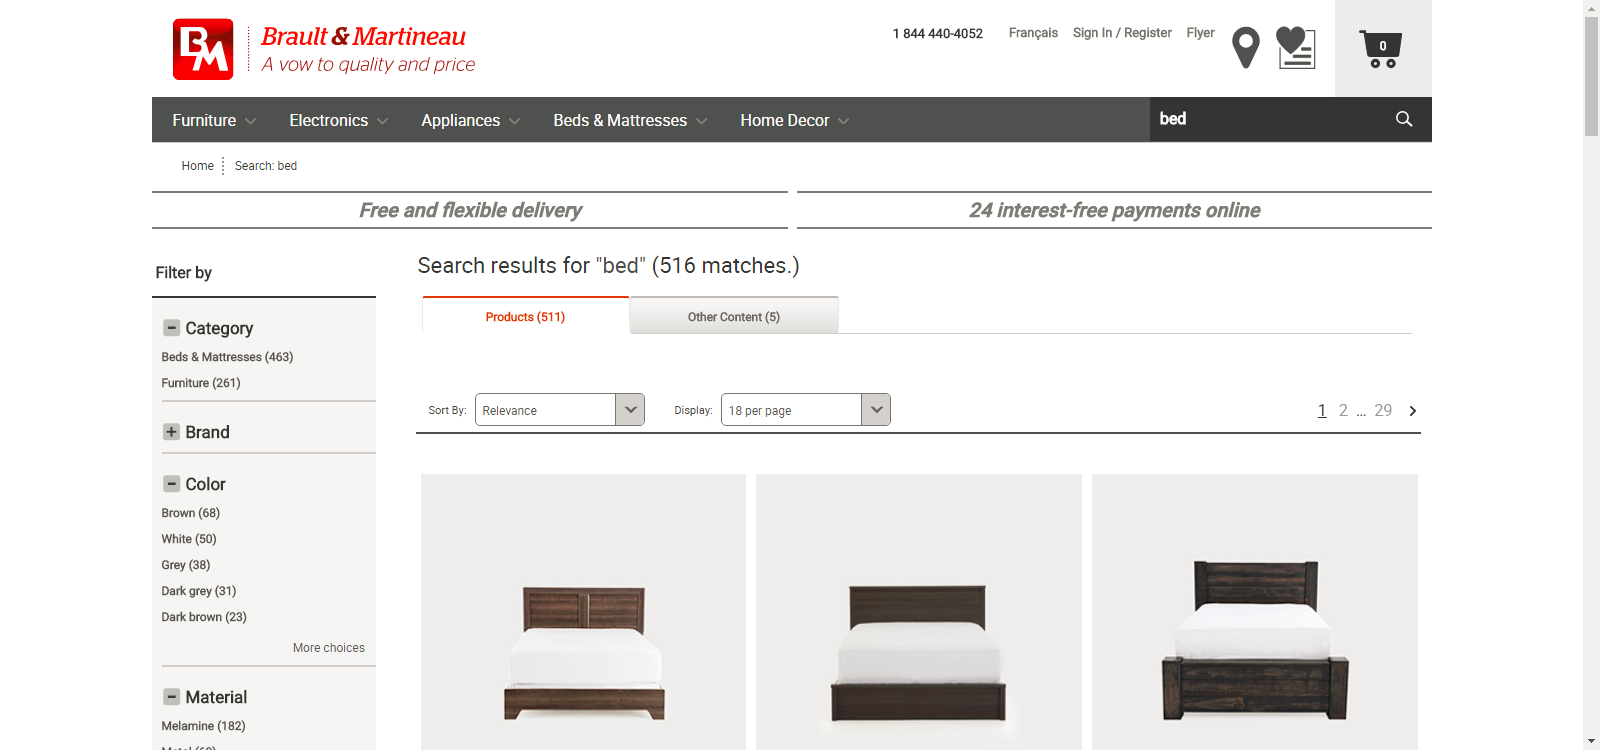 BM
Brault & Martineau
A vow to quality and price
1 844 440-4052
Français
Sign In / Register
Flyer
0
Furniture
Electronics
Appliances
Beds & Mattresses
Home Decor
bed
Home
Search: bed
Free and flexible delivery
24 interest-free payments online
Filter by
Search results for "bed" (516 matches.)
Products (511)
Other Content (5)
Category
Beds & Mattresses (463)
Furniture (261)
Sort By:
Relevance
Display:
18 per page
1 2 ... 29
Brand
Color
Brown (68)
White (50)
Grey (38)
Dark grey (31)
Dark brown (23)
More choices
Material
Melamine (182)